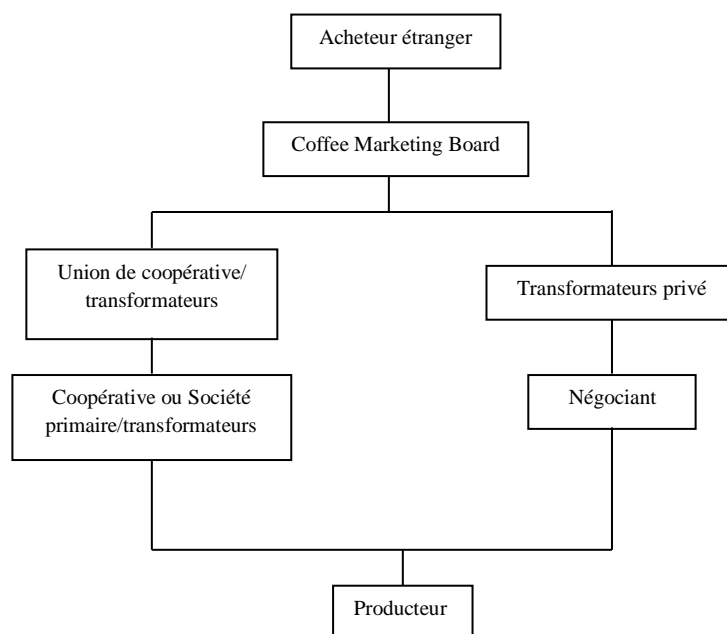 Acheteur étranger
Coffee Marketing Board
Union de coopérative/
transformateurs
Transformateurs privé
Coopérative ou Société
primaire/transformateurs
Négociant
Producteur